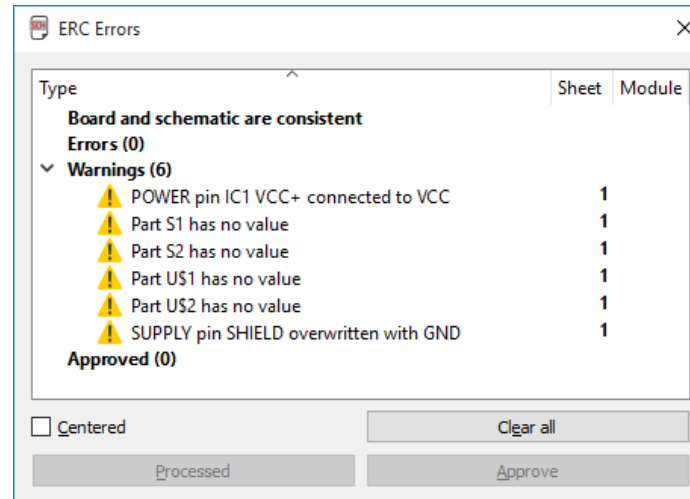 SCH
ERC Errors
Type Sheet Module
Board and schematic are consistent
Errors (0)
Warnings (6)
POWER pin IC1 VCC+ connected to VCC 1
Part S1 has no value 1
Part S2 has no value 1
Part U$1 has no value 1
Part U$2 has no value 1
SUPPLY pin SHIELD overwritten with GND 1
Approved (0)
Centered Clear all
Processed Approve